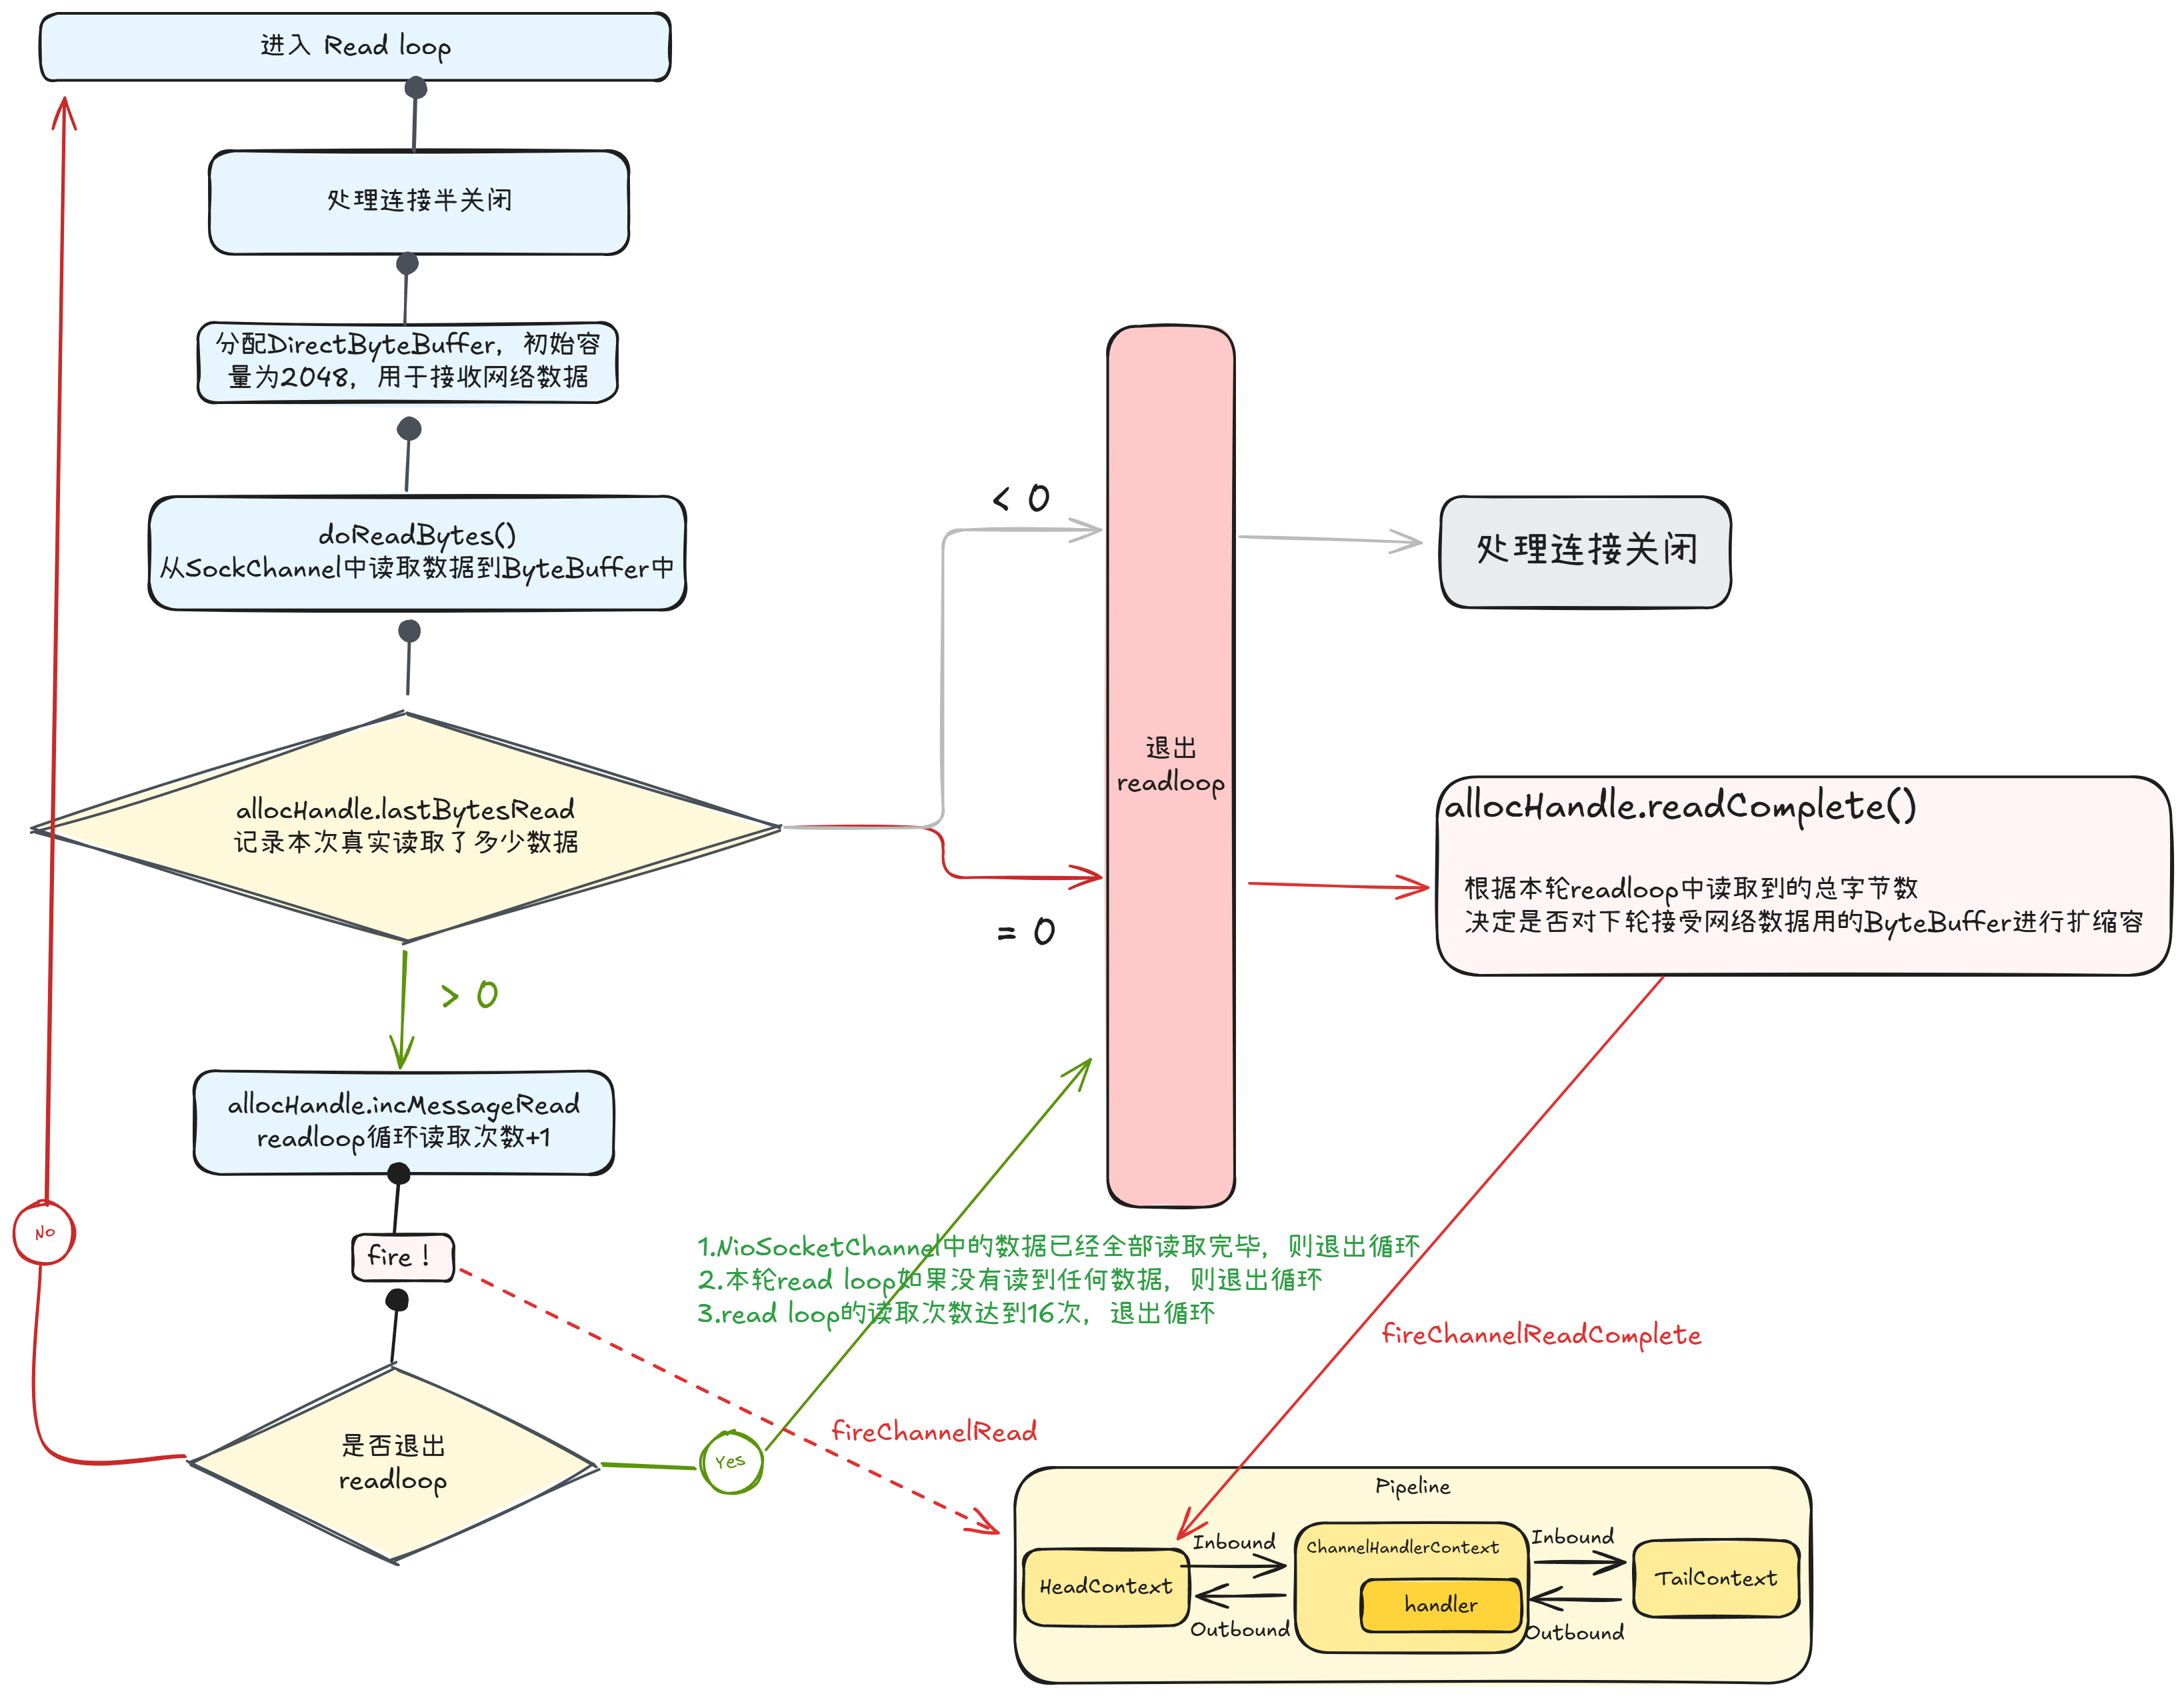 进入 Read loop
处理连接半关闭
分配DirectByteBuffer，初始容
量为2048，用于接收网络数据
doReadBytes()
从SockChannel中读取数据到ByteBuffer中
allocHandle.lastBytesRead
记录本次真实读取了多少数据
< 0
= 0
> 0
退出
readloop
处理连接关闭
allocHandle.readComplete()
根据本轮readloop中读取到的总字节数
决定是否对下轮接受网络数据用的ByteBuffer进行扩缩容
allocHandle.incMessageRead
readloop循环读取次数+1
No
fire！
1.NioSocketChannel中的数据已经全部读取完毕，则退出循环
2.本轮read loop如果没有读到任何数据，则退出循环
3.read loop的读取次数达到16次，退出循环
fireChannelReadComplete
fireChannelRead
是否退出
readloop
Yes
Pipeline
HeadContext
Inbound
Outbound
ChannelHandlerContext
handler
Inbound
Outbound
TailContext